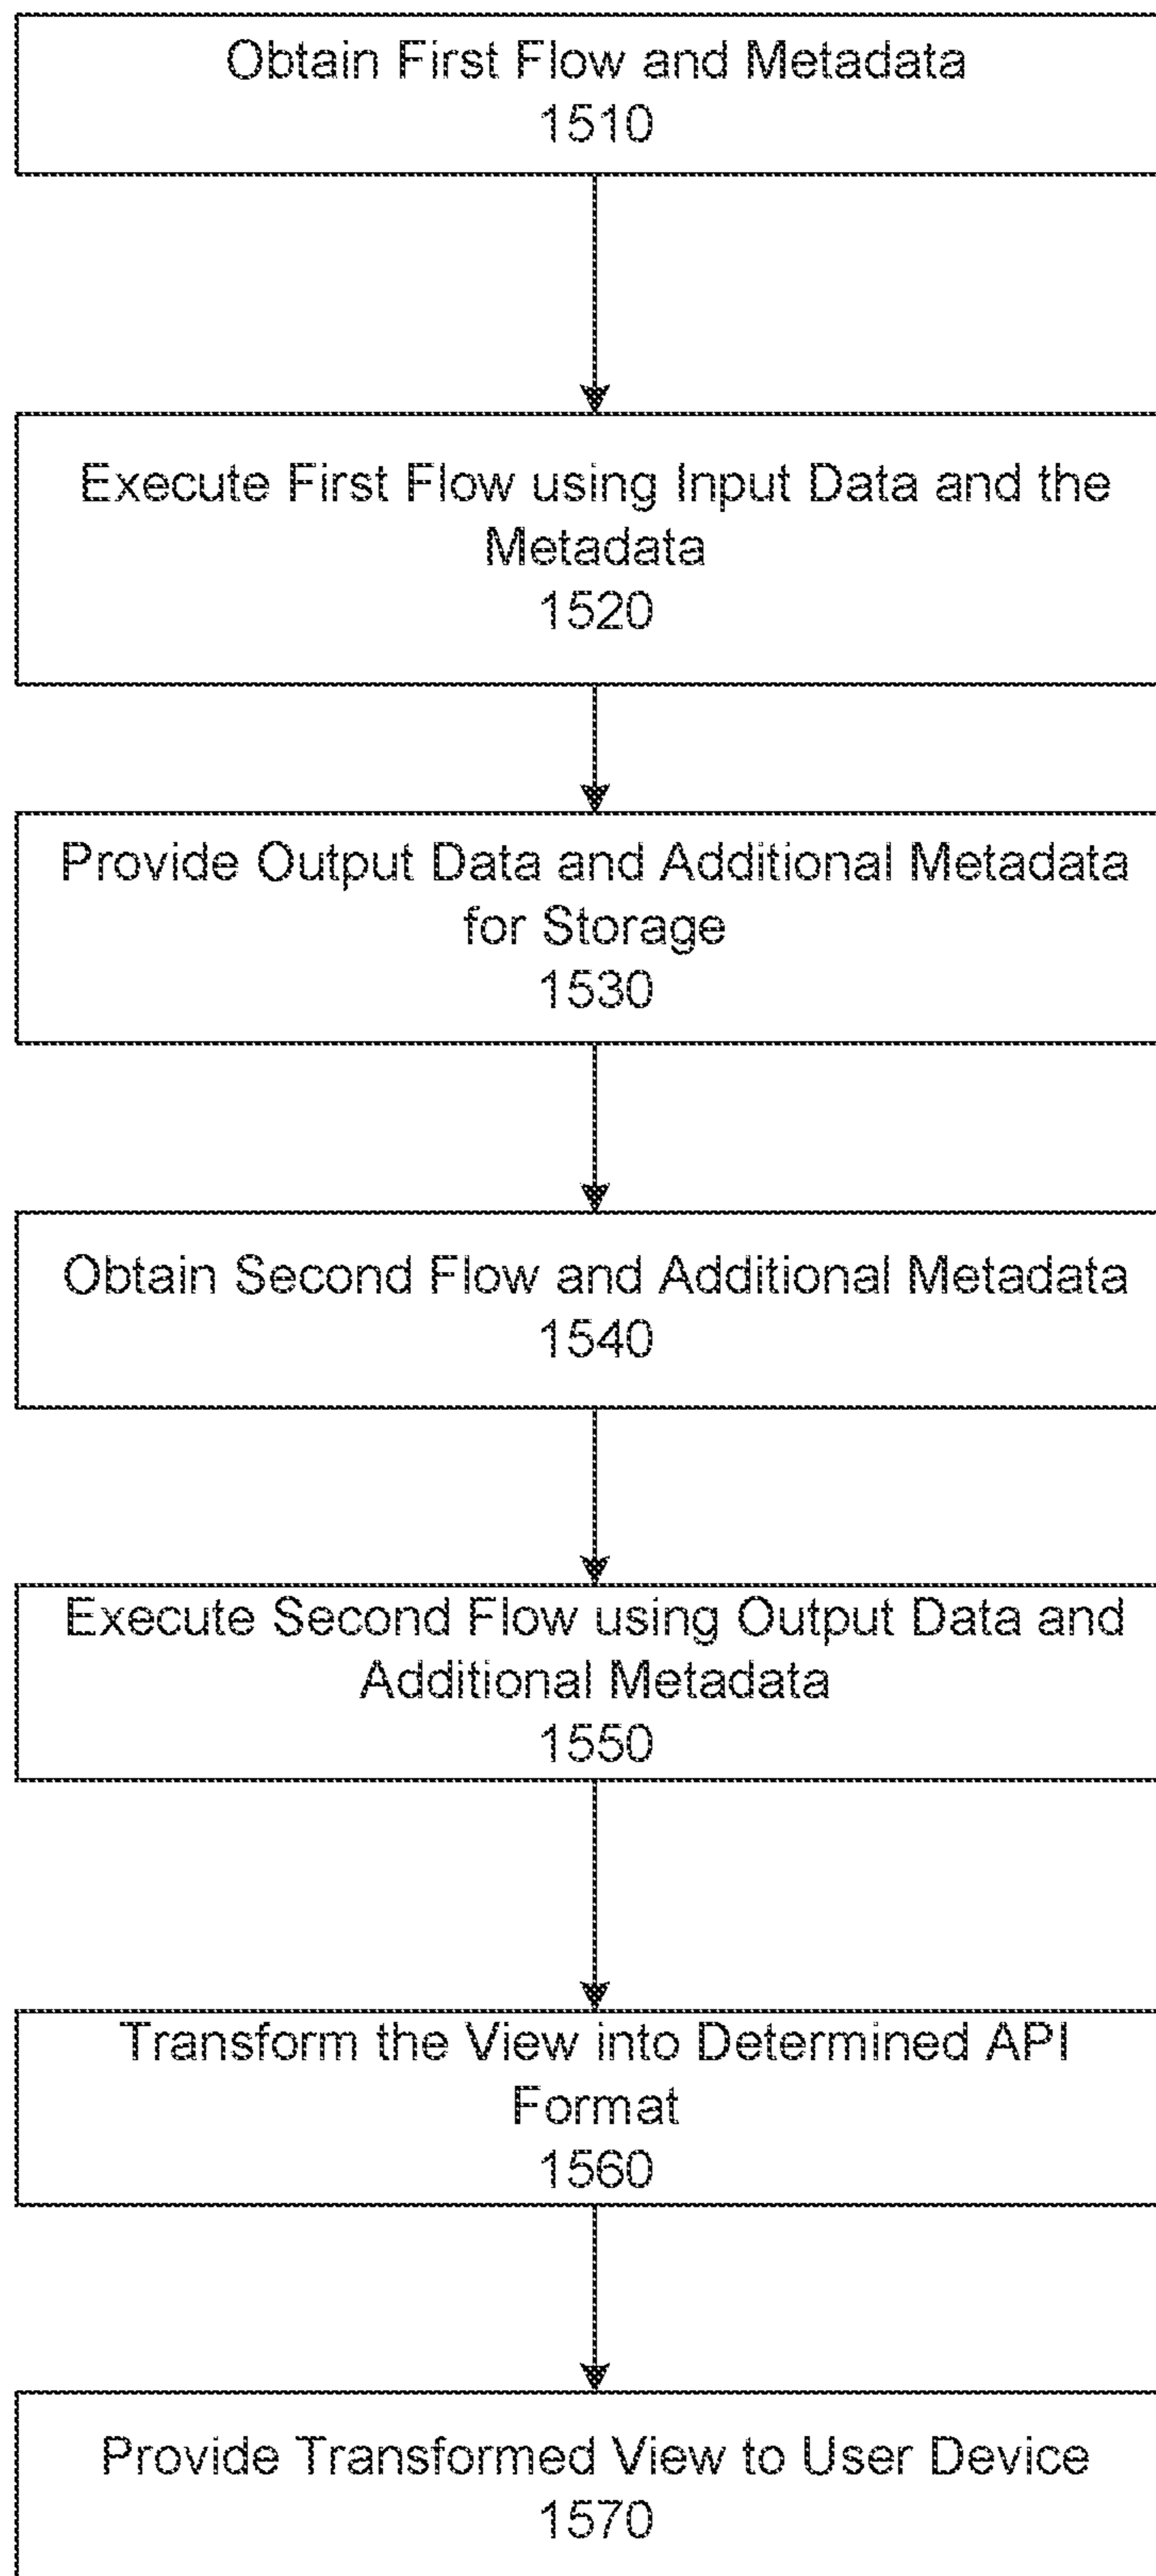 Obtain First Flow and Metadata
1510
Execute First Flow using Input Data and the
Metadata
1520
Provide Output Data and Additional Metadata
for Storage
1530
Obtain Second Flow and Additional Metadata
1540
Execute Second Flow using Output Data and
Additional Metadata
1550
Transform the View into Determined API
Format
1560
Provide Transformed View to User Device
1570